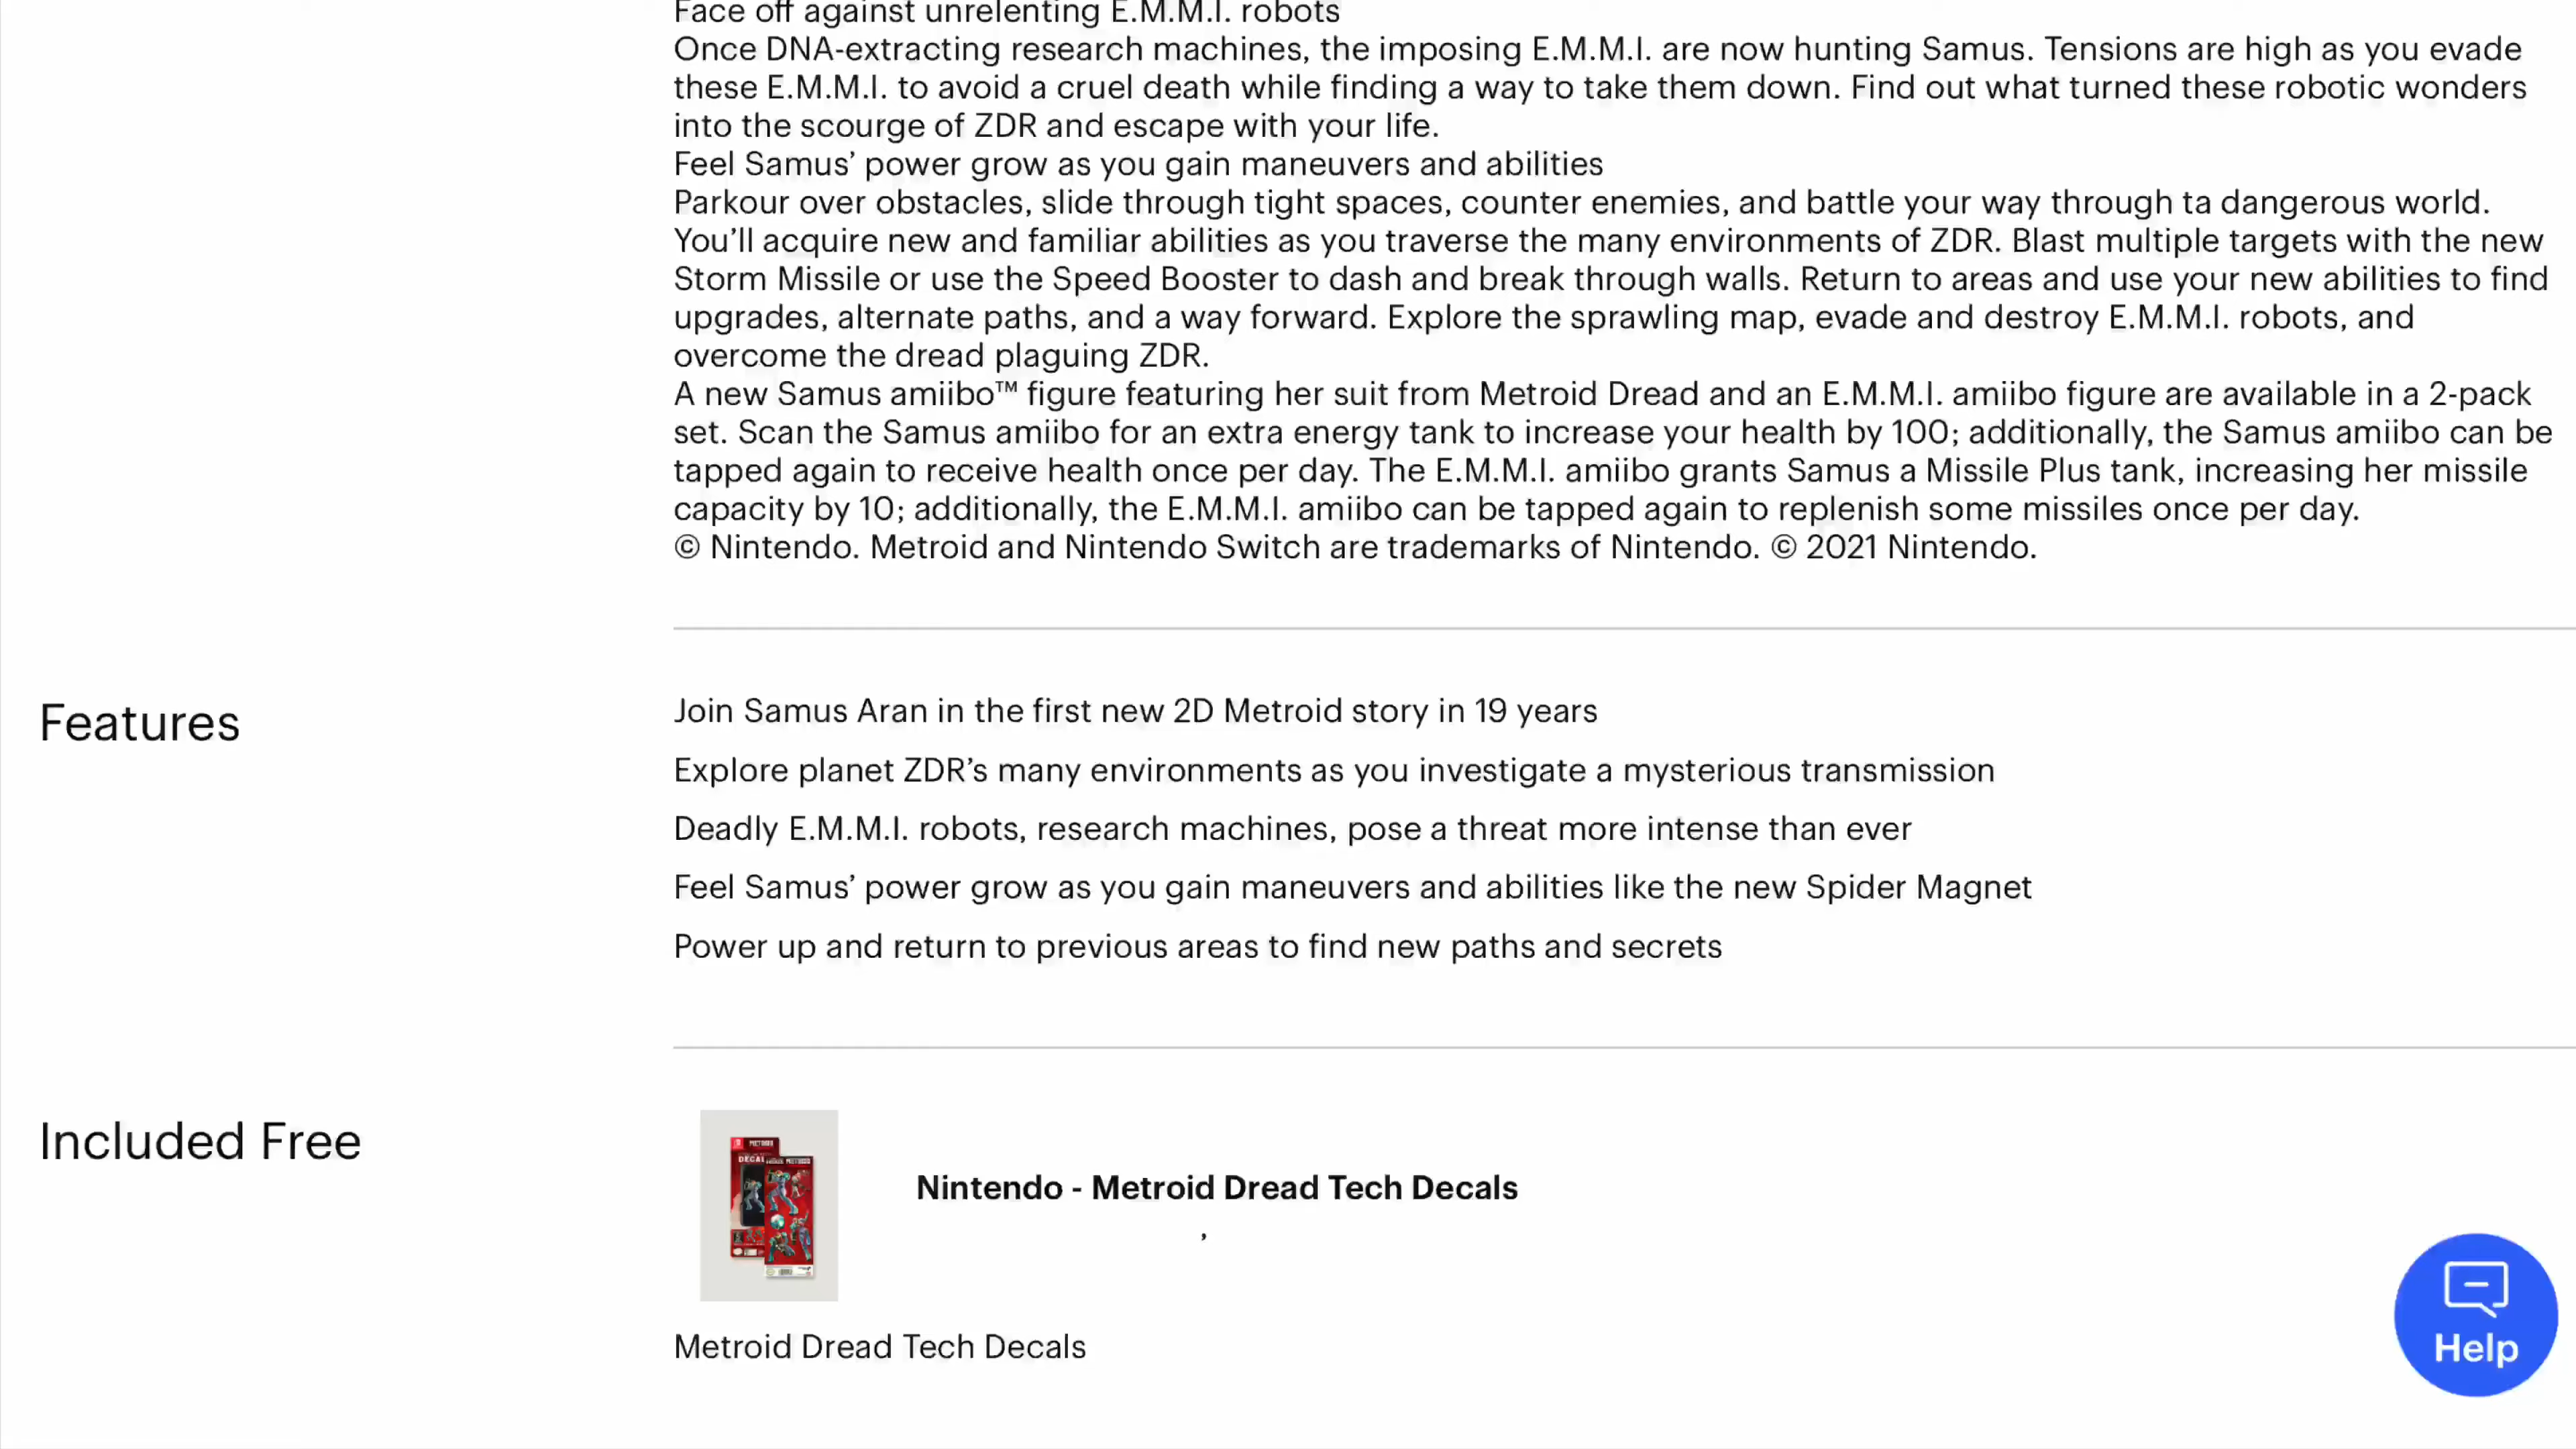 Face off against unrelenting E.M.M.I. robots
Once DNA-extracting research machines, the imposing E.M.M.I. are now hunting Samus. Tensions are high as you evade
these E.M.M.I. to avoid a cruel death while finding a way to take them down. Find out what turned these robotic wonders
into the scourge of ZDR and escape with your life.
Feel Samus’ power grow as you gain maneuvers and abilities
Parkour over obstacles, slide through tight spaces, counter enemies, and battle your way through ta dangerous world.
You’ll acquire new and familiar abilities as you traverse the many environments of ZDR. Blast multiple targets with the new
Storm Missile or use the Speed Booster to dash and break through walls. Return to areas and use your new abilities to find
upgrades, alternate paths, and a way forward. Explore the sprawling map, evade and destroy E.M.M.I. robots, and
overcome the dread plaguing ZDR.
A new Samus amiibo™ figure featuring her suit from Metroid Dread and an E.M.M.I. amiibo figure are available in a 2-pack
set. Scan the Samus amiibo for an extra energy tank to increase your health by 100; additionally, the Samus amiibo can be
tapped again to receive health once per day. The E.M.M.I. amiibo grants Samus a Missile Plus tank, increasing her missile
capacity by 10; additionally, the E.M.M.I. amiibo can be tapped again to replenish some missiles once per day.
© Nintendo. Metroid and Nintendo Switch are trademarks of Nintendo. © 2021 Nintendo.
Features
Join Samus Aran in the first new 2D Metroid story in 19 years
Explore planet ZDR’s many environments as you investigate a mysterious transmission
Deadly E.M.M.I. robots, research machines, pose a threat more intense than ever
Feel Samus’ power grow as you gain maneuvers and abilities like the new Spider Magnet
Power up and return to previous areas to find new paths and secrets
Included Free
Nintendo - Metroid Dread Tech Decals
,
Metroid Dread Tech Decals
Help